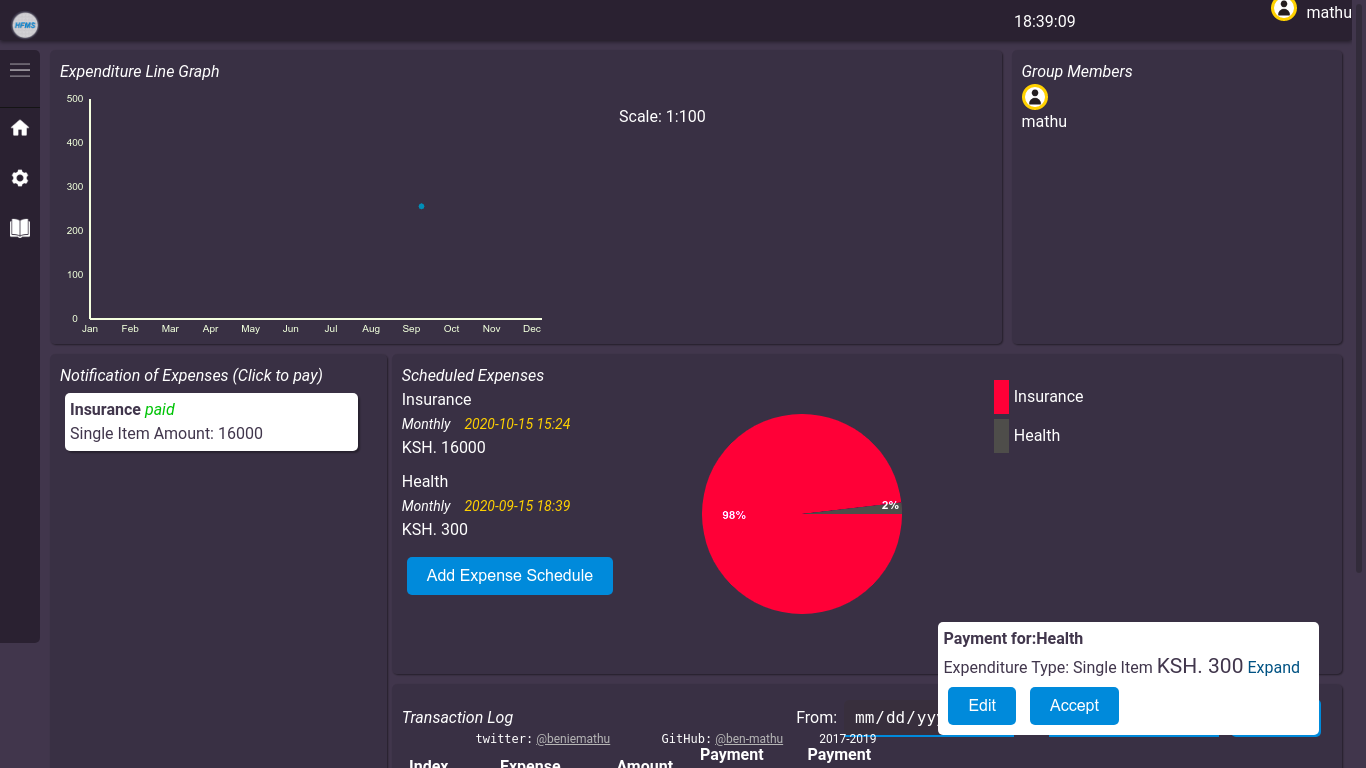 HFMS
18:39:09
mathu
Expenditure Line Graph
Scale: 1:100
500
400
300
200
100
0
Jan Feb Mar Apr May Jun Jul Aug Sep Oct Nov Dec
Group Members
mathu
Notification of Expenses (Click to pay)
Insurance paid
Single Item Amount: 16000
Scheduled Expenses
Insurance
Monthly 2020-10-15 15:24
KSH. 16000
Health
Monthly 2020-09-15 18:39
KSH. 300
Add Expense Schedule
98%
2%
Insurance
Health
Payment for:Health
Expenditure Type: Single Item KSH. 300 Expand
Edit Accept
Transaction Log
From: mm/dd/yy
twitter: @beniemathu GitHub: @ben-mathu 2017-2019
Index Expense Amount Payment Payment